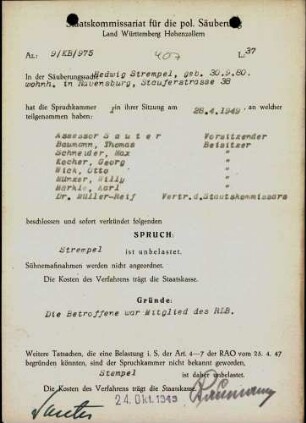 Staatskommissariat für die pol. Säuberung
Land Württemberg Hohenzollern
Az.: 9/KB/975
407
L 37
In der Säuberungssache Hedwig Strempel, geb. 30.9.80.
wohnh. in Ravensburg, Stauferstrasse 38
hat die Spruchkammer in ihrer Sitzung am 28.4.1949 an welcher
teilgenommen haben:
Assessor Sauter Vorsitzender
Baumann, Thomas Beisitzer
Schneider, Max "
Kocher, Georg "
Wick, Otto "
Münzer, Willy "
Märkle, Karl "
Dr. Müller-Reif Vertr.d.Staatskommissars
beschlossen und sofort verkündet folgenden
SPRUCH:
Strempel ist unbelastet.
Sühnemaßnahmen werden nicht angeordnet.
Die Kosten des Verfahrens trägt die Staatskasse.
Gründe:
Die Betroffene war Mitglied des RLB.
Weitere Tatsachen, die eine Belastung i. S. der Art. 4—7 der RAO vom 25. 4. 47
begründen könnten, sind der Spruchkammer nicht bekannt geworden.
Stempel ist daher unbelastet.
Die Kosten des Verfahrens trägt die Staatskasse.
24. Okt. 1949
Sauter
Baumann